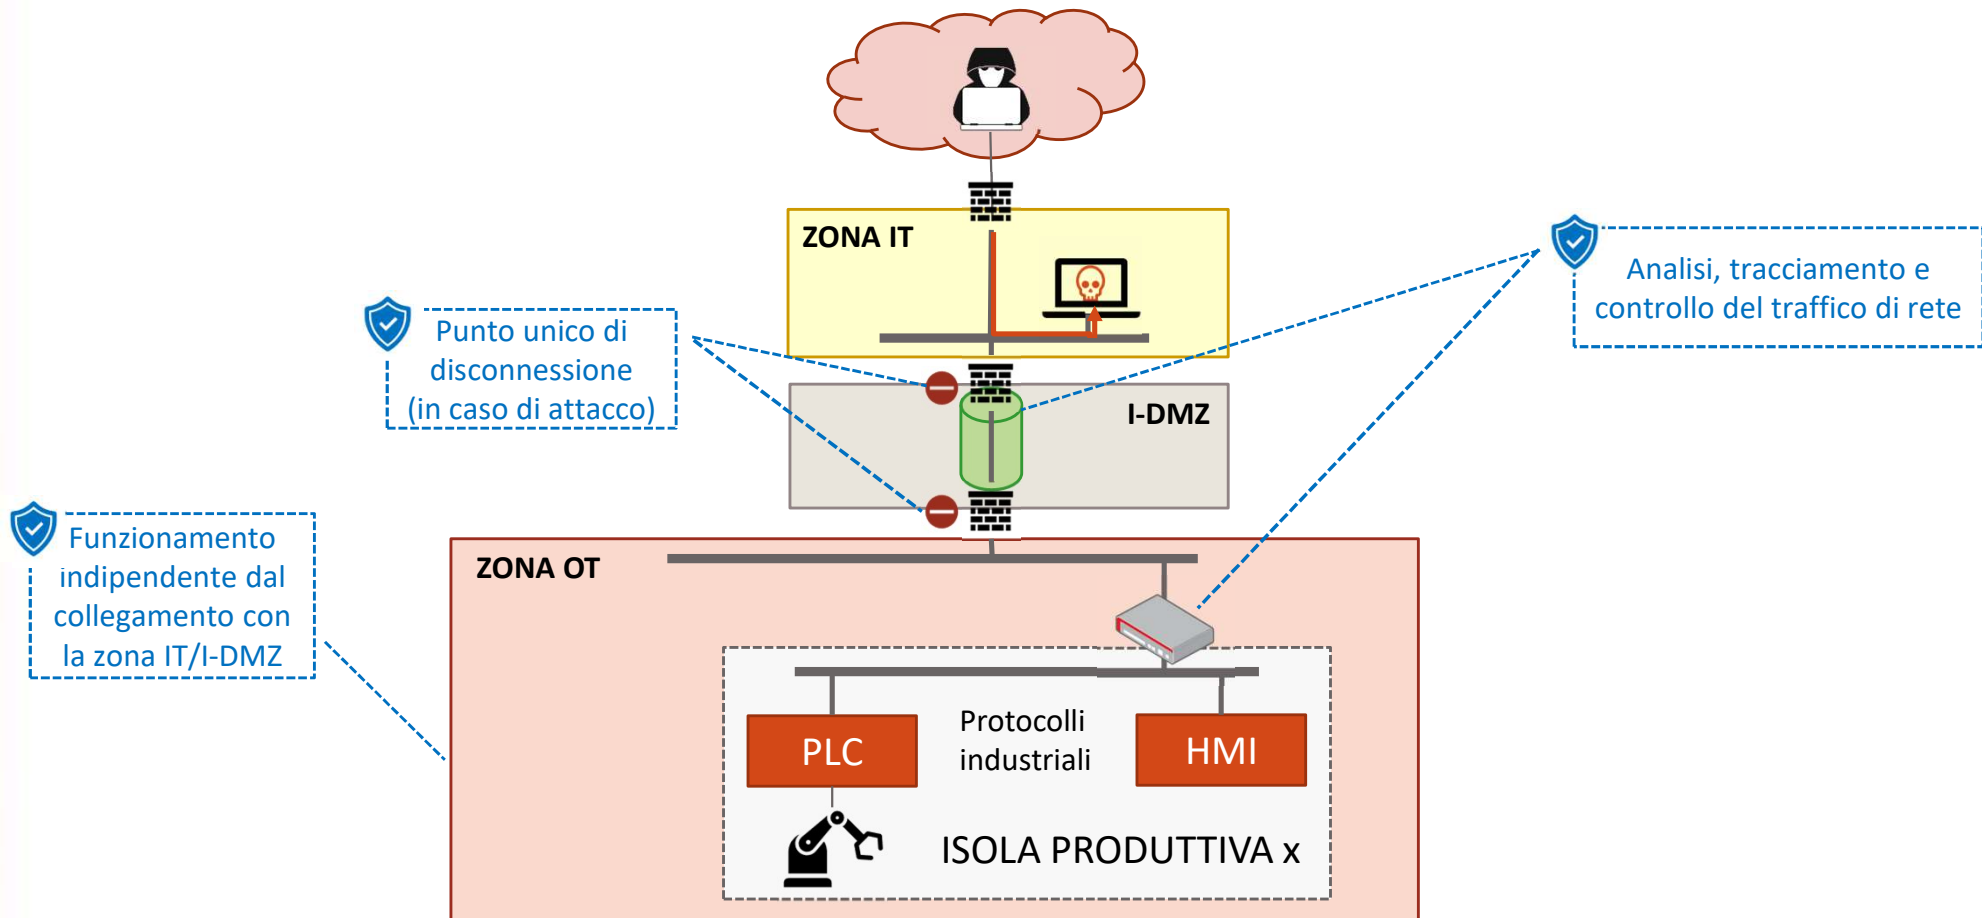 ZONA IT
Analisi, tracciamento e
controllo del traffico di rete
Punto unico di
disconnessione
(in caso di attacco)
I-DMZ
Funzionamento
indipendente dal
collegamento con
la zona IT/I-DMZ
ZONA OT
PLC
Protocolli
industriali
HMI
ISOLA PRODUTTIVA x